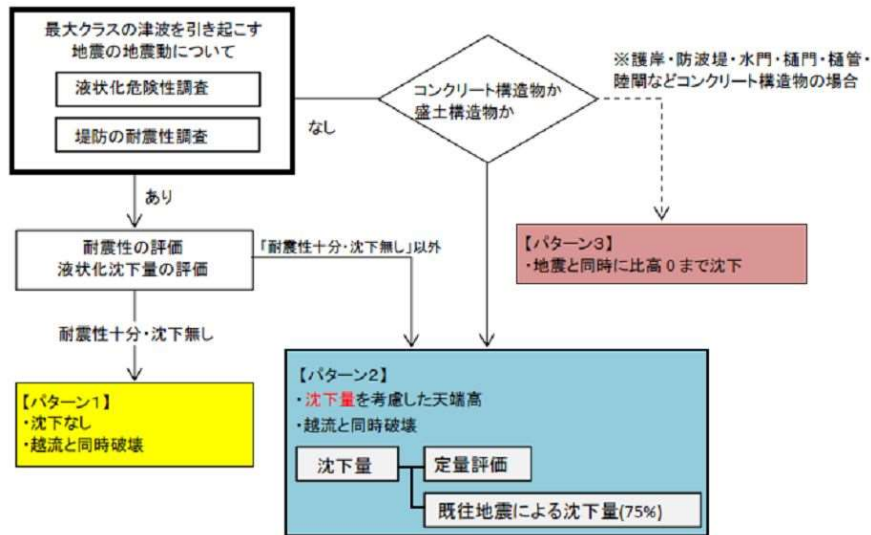 最大クラスの津波を引き起こす
地震の地震動について
液状化危険性調査
堤防の耐震性調査
なし
コンクリート構造物か
盛土構造物か
※護岸・防波堤・水門・樋門・樋管・
陸閘などコンクリート構造物の場合
あり
耐震性の評価
液状化沈下量の評価
「耐震性十分・沈下無し」以外
【パターン３】
・地震と同時に比高０まで沈下
耐震性十分・沈下無し
【パターン１】
・沈下なし
・越流と同時破壊
【パターン２】
・沈下量を考慮した天端高
・越流と同時破壊
沈下量
定量評価
既往地震による沈下量(75%)